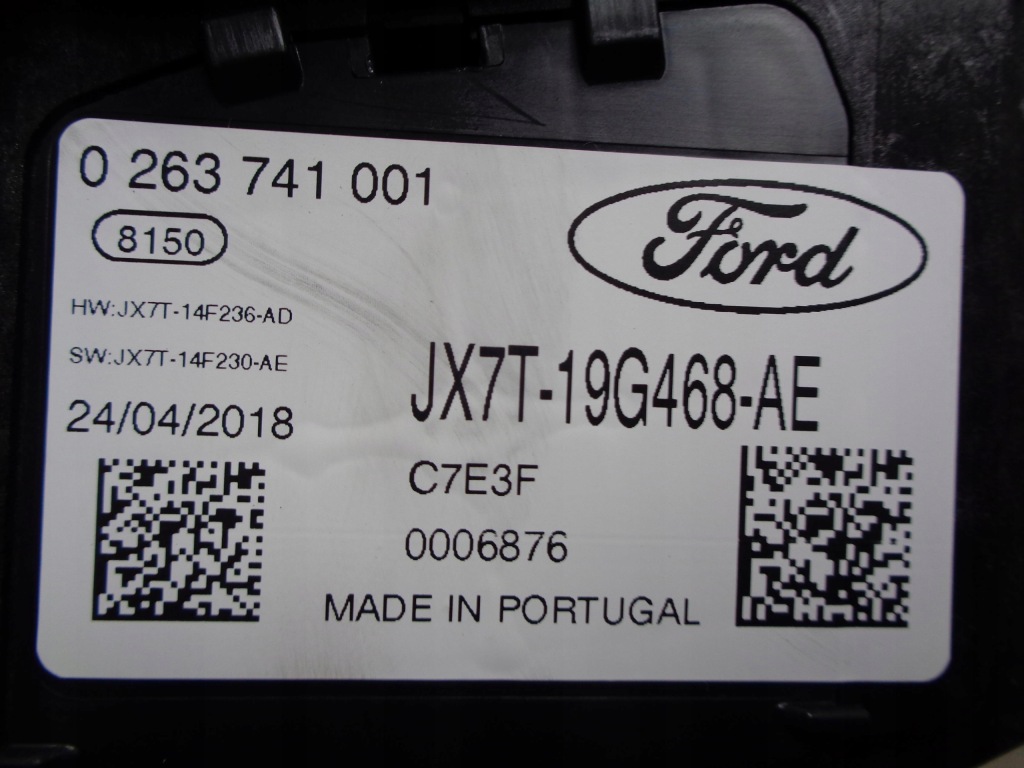 0 263 741 001
8150
Ford
HW:JX7T-14F236-AD
SW:JX7T-14F230-AE
JX7T-19G468-AE
24/04/2018
C7E3F
0006876
MADE IN PORTUGAL